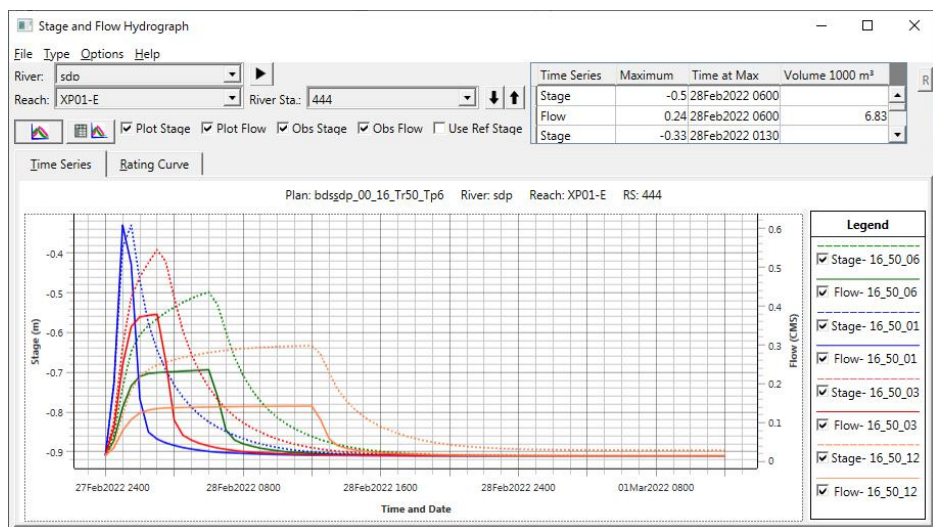 Stage and Flow Hydrograph
File Type Options Help
River: sdp
Reach: XP01-E River Sta.: 444
Plot Stage Plot Flow Obs Stage Obs Flow Use Ref Stage
Time Series Maximum Time at Max Volume 1000 m³
Stage -0.5 28Feb2022 0600
Flow 0.24 28Feb2022 0600 6.83
Stage -0.33 28Feb2022 0130
R
Time Series Rating Curve
Plan: bdssdp_00_16_Tr50_Tp6 River: sdp Reach: XP01-E RS: 444
Stage (m)
-0.4
-0.5
-0.6
-0.7
-0.8
-0.9
0.6
0.5
0.4
0.3
0.2
0.1
0
Flow (CMS)
27Feb2022 2400 28Feb2022 0800 28Feb2022 1600 28Feb2022 2400 01Mar2022 0800
Time and Date
Legend
Stage- 16_50_06
Flow- 16_50_06
Stage- 16_50_01
Flow- 16_50_01
Stage- 16_50_03
Flow- 16_50_03
Stage- 16_50_12
Flow- 16_50_12